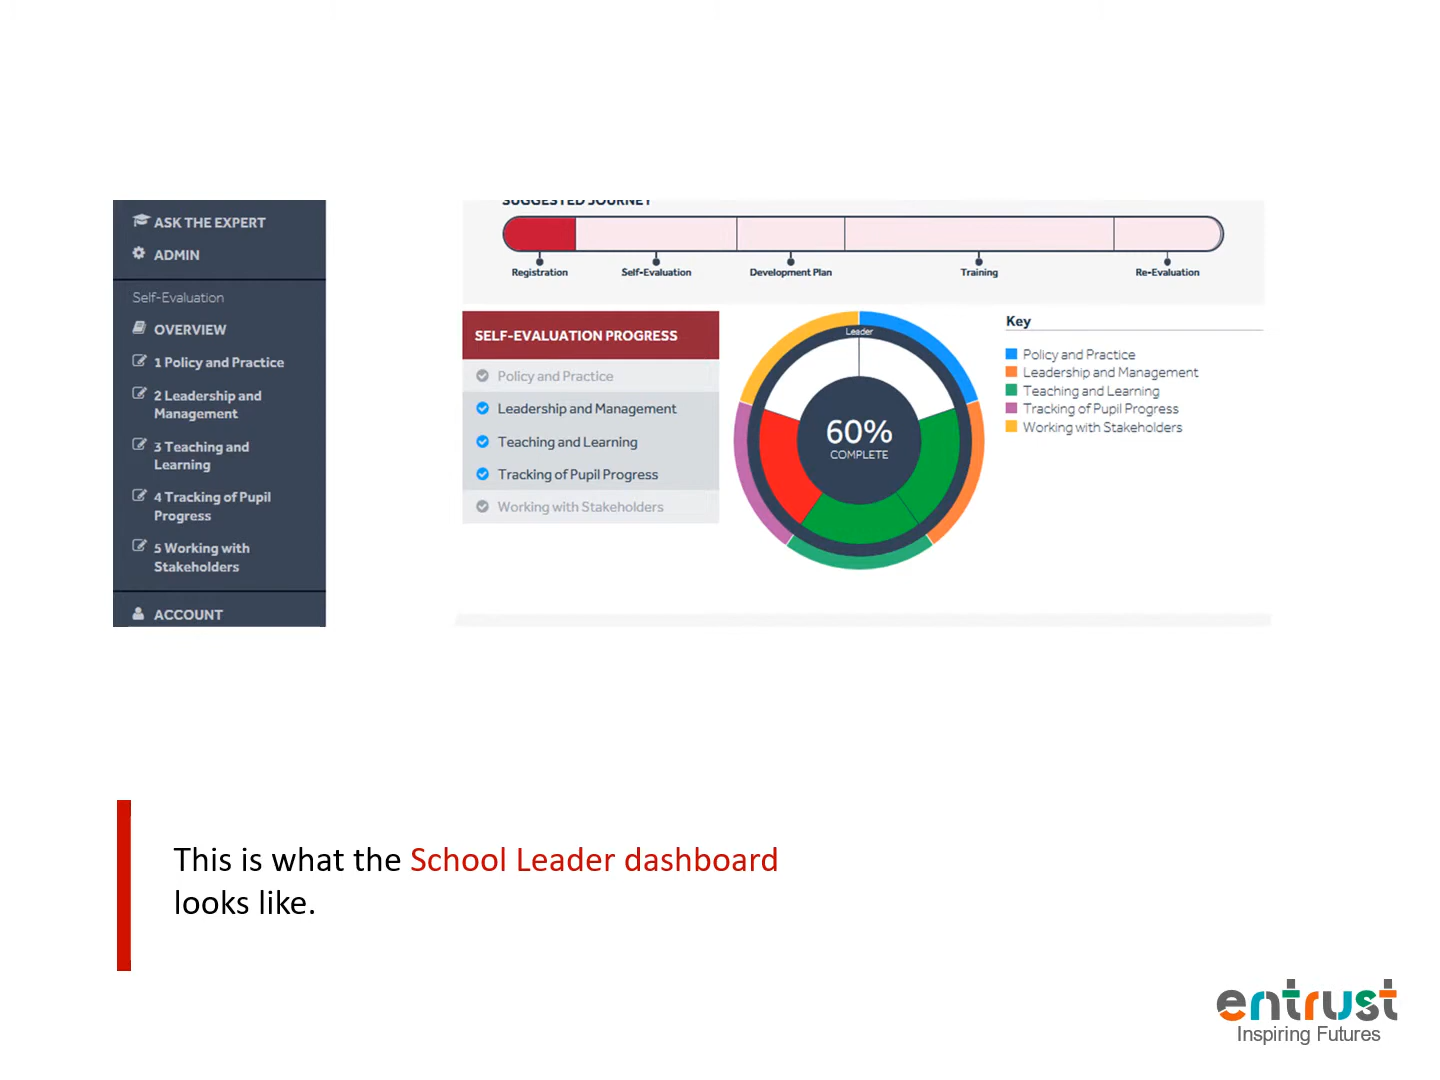 ASK THE EXPERT
ADMIN
Self-Evaluation
OVERVIEW
1 Policy and Practice
2 Leadership and
Management
3 Teaching and
Learning
4 Tracking of Pupil
Progress
5 Working with
Stakeholders
ACCOUNT
SUGGESTED JOURNEY
Registration
Self-Evaluation
Development Plan
Training
Re-Evaluation
SELF-EVALUATION PROGRESS
Policy and Practice
Leadership and Management
Teaching and Learning
Tracking of Pupil Progress
Working with Stakeholders
Leader
60%
COMPLETE
Key
Policy and Practice
Leadership and Management
Teaching and Learning
Tracking of Pupil Progress
Working with Stakeholders
This is what the School Leader dashboard
looks like.
entrust
Inspiring Futures